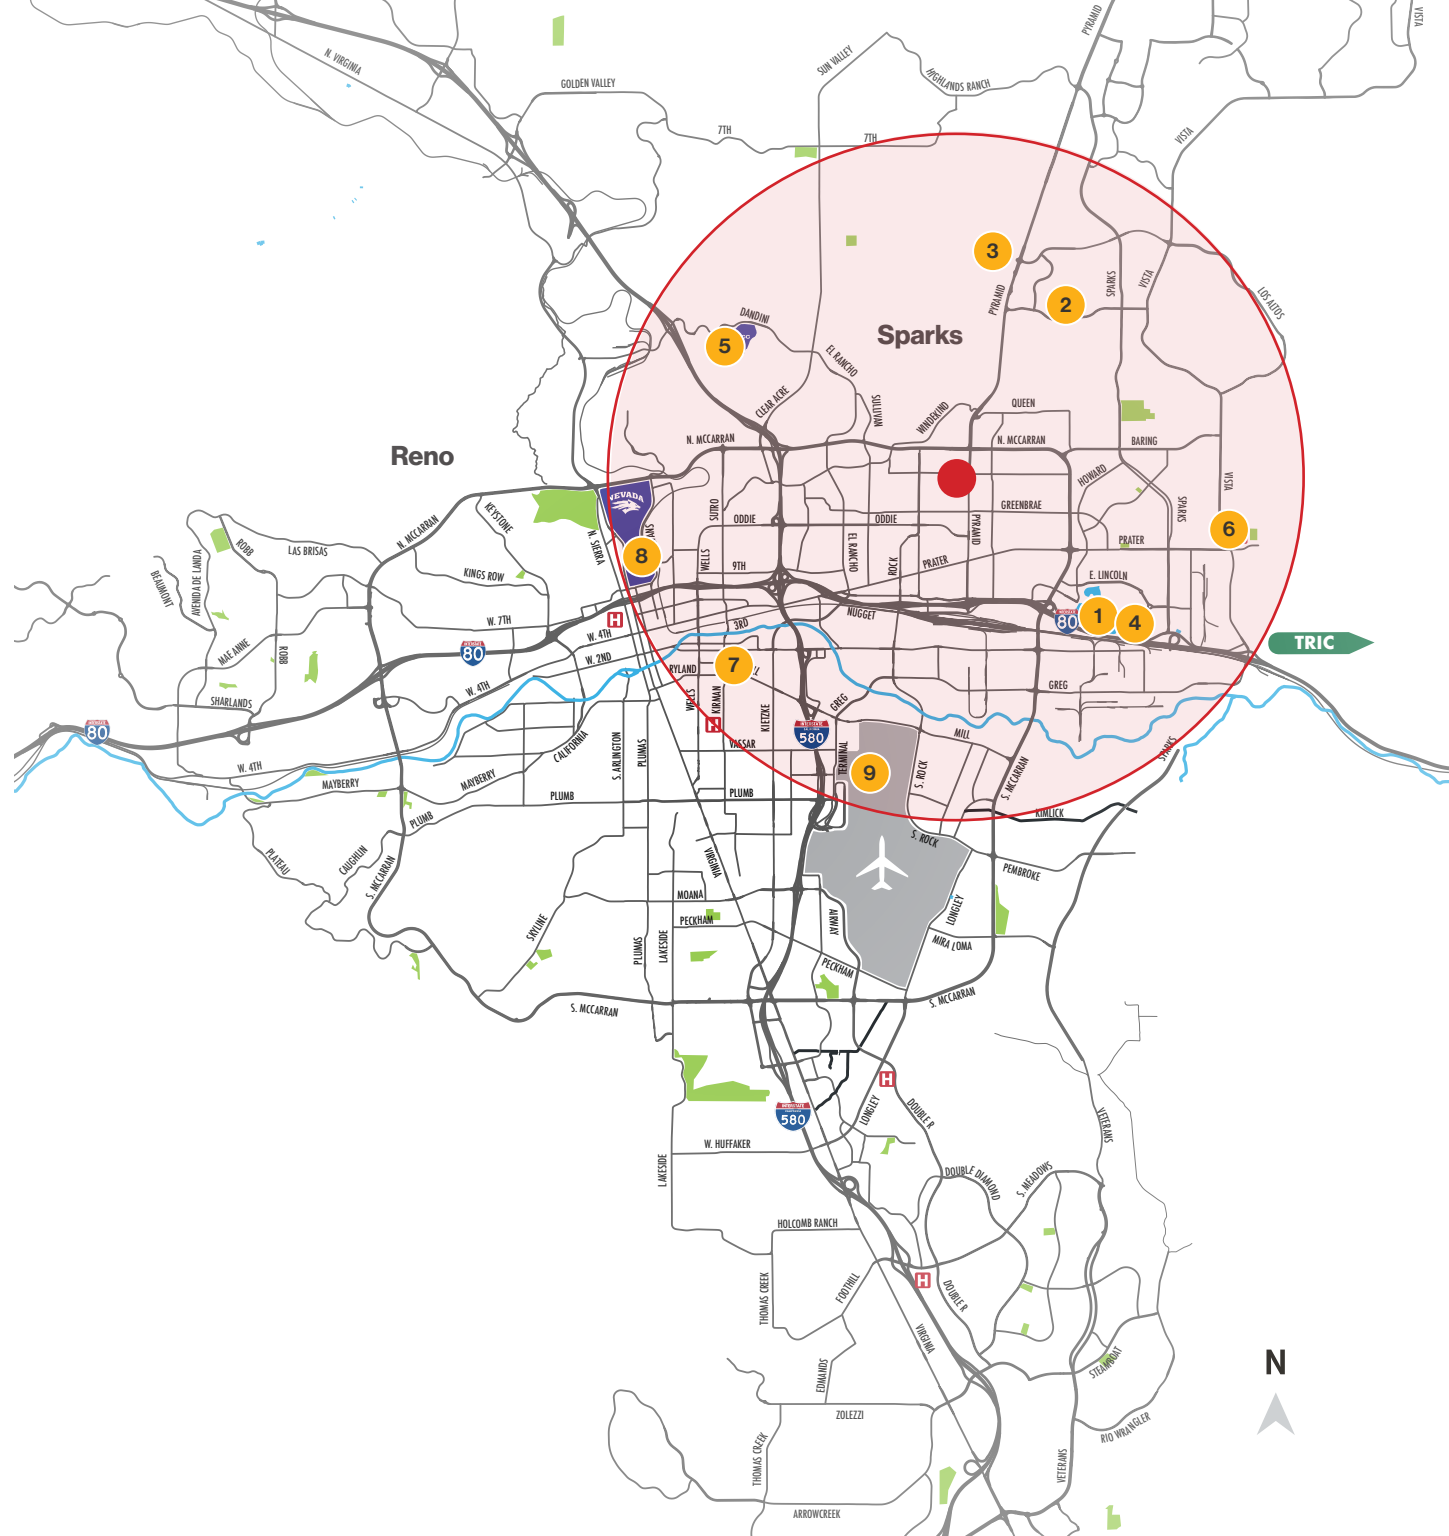 PYRAMID
VISTA
N. VIRGINIA
SUN VALLEY
HIGHLANDS RANCH
GOLDEN VALLEY
7TH
7TH
VISTA
3
2
PYRAMID
SPARKS
VISTA
LOS ALTOS
DANDINI
5
Sparks
EL RANCHO
CLEAR ACRE
SULLIVAN
WINDEKIND
QUEEN
N. MCCARRAN
N. MCCARRAN
BARING
Reno
HOWARD
VISTA
NEVADA
SUTRO
ODDIE
ODDIE
GREENBRAE
PYRAMID
SPARKS
6
KEYSTONE
N. MCCARRAN
N. SIERRA
8
WELLS
9TH
EL RANCHO
ROCK
PRATER
PRATER
E. LINCOLN
ROBB
LAS BRISAS
AVENIDA DE LANDA
BEAUMONT
KINGS ROW
W. 7TH
H
3RD
NUGGET
INTERSTATE
80
1
4
TRIC
W. 4TH
W. 2ND
MAE ANNE
ROBB
INTERSTATE
80
RYLAND
7
W. 4TH
SHARLANDS
WELLS
KIRMAN
KIETZKE
GREG
GREG
INTERSTATE
80
H
INTERSTATE
580
MILL
VASSAR
TERMINAL
9
S. ROCK
S. MCCARRAN
SPARKS
CALIFORNIA
S. ARLINGTON
PLUMAS
W. 4TH
MAYBERRY
MAYBERRY
PLUMB
PLUMB
PLUMB
KIMLICK
S. ROCK
PLATEAU
CAUGHLIN
S. MCCARRAN
VIRGINIA
PEMBROKE
MOANA
PECKHAM
AIRWAY
LONGLEY
SKYLINE
PLUMAS
LAKESIDE
MIRA LOMA
PECKHAM
S. MCCARRAN
S. MCCARRAN
H
INTERSTATE
580
LONGLEY
DOUBLE R
VETERANS
W. HUFFAKER
LAKESIDE
DOUBLE DIAMOND
S. MEADOWS
HOLCOMB RANCH
THOMAS CREEK
FOOTHILL
H
DOUBLE R
VIRGINIA
N
EDMANDS
STEAMBOAT
ZOLEZZI
RIO WRANGLER
THOMAS CREEK
VETERANS
ARROWCREEK